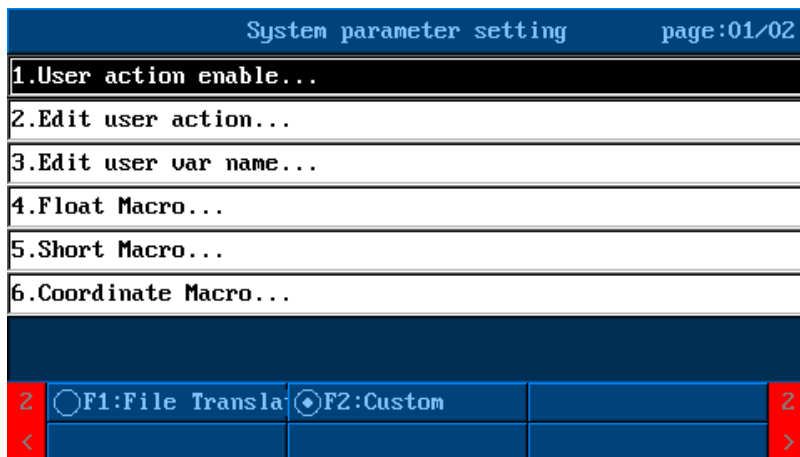 System parameter setting page:01/02
1.User action enable...
2.Edit user action...
3.Edit user var name...
4.Float Macro...
5.Short Macro...
6.Coordinate Macro...
2 F1:File Transla F2:Custom 2
< >